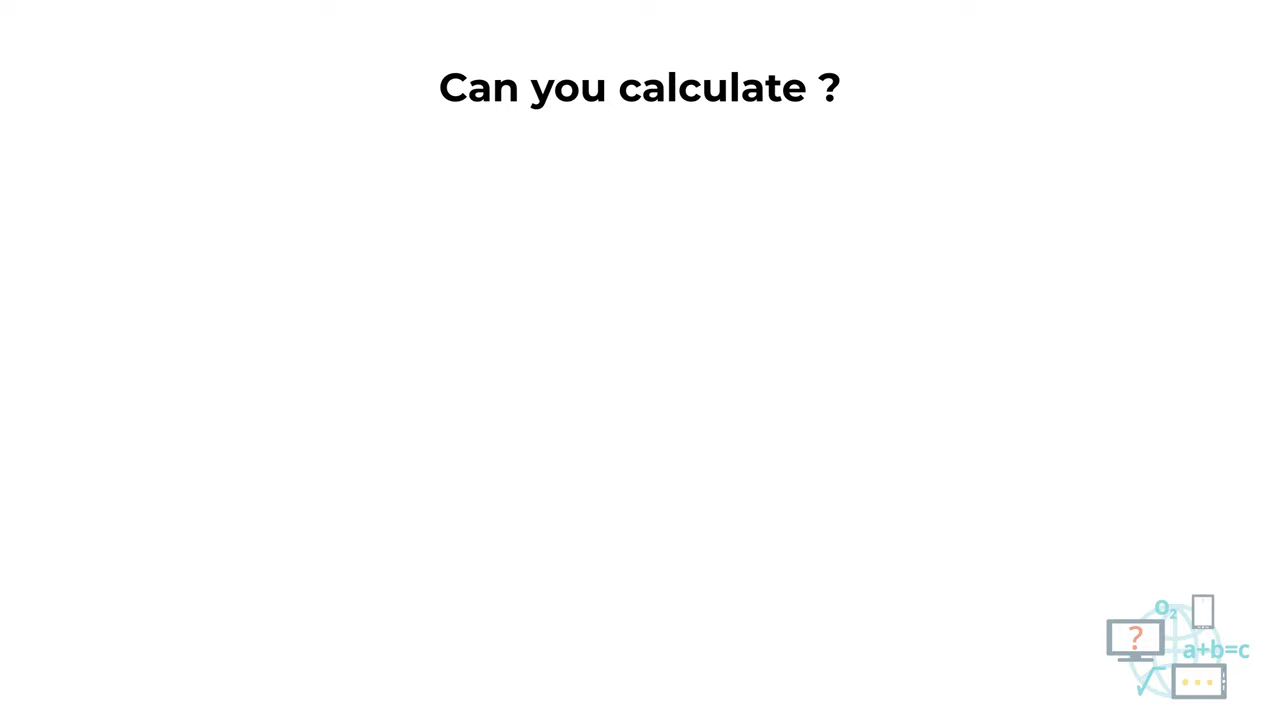 Can you calculate ?
O₂
?
a+b=c
√